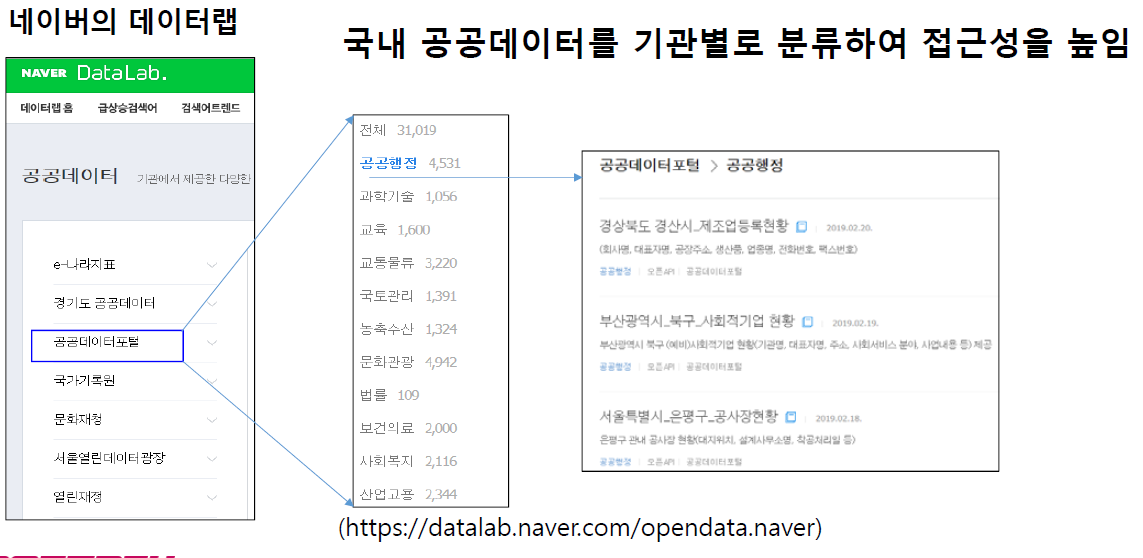 네이버의 데이터랩
국내 공공데이터를 기관별로 분류하여 접근성을 높임
NAVER DataLab.
데이터랩 홈 급상승검색어 검색어트렌드
공공데이터 기관에서 제공한 다양한
e-나라지표
경기도 공공데이터
공공데이터포털
국가기록원
문화재청
서울열린데이터광장
열린재정
전체 31,019
공공행정 4,531
과학기술 1,056
교육 1,600
교통물류 3,220
국토관리 1,391
농축수산 1,324
문화관광 4,942
법률 109
보건의료 2,000
사회복지 2,116
산업고용 2,344
공공데이터포털 > 공공행정
경상북도 경산시_제조업등록현황 2019.02.20.
(회사명, 대표자명, 공장주소, 생산품, 업종명, 전화번호, 팩스번호)
공공행정 | 오픈API | 공공데이터포털
부산광역시_북구_사회적기업 현황 2019.02.19.
부산광역시 북구 (예비)사회적기업 현황(기관명, 대표자명, 주소, 사회서비스 분야, 사업내용 등) 제공
공공행정 | 오픈API | 공공데이터포털
서울특별시_은평구_공사장현황 2019.02.18.
은평구 관내 공사장 현황(대지위치, 설계사무소명, 착공처리일 등)
공공행정 | 오픈API | 공공데이터포털
(https://datalab.naver.com/opendata.naver)